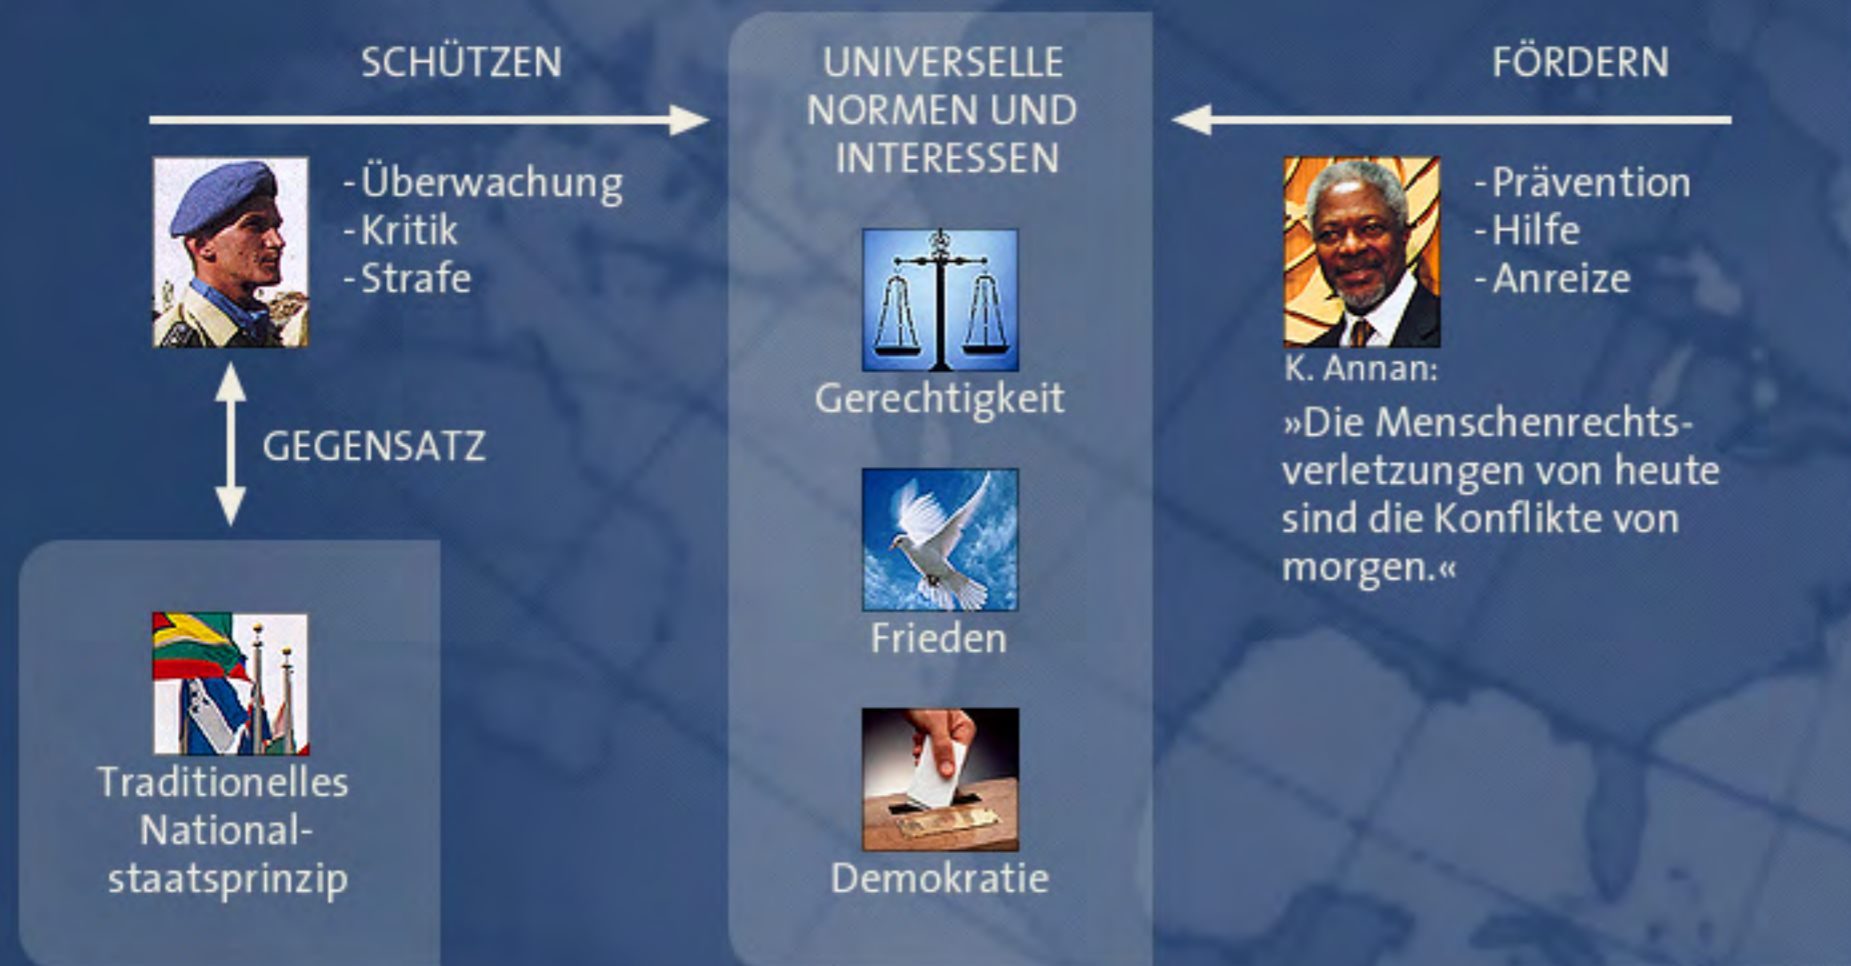 SCHÜTZEN
- Überwachung
- Kritik
- Strafe
GEGENSATZ
Traditionelles
National-
staatsprinzip
UNIVERSELLE
NORMEN UND
INTERESSEN
Gerechtigkeit
Frieden
Demokratie
FÖRDERN
- Prävention
- Hilfe
- Anreize
K. Annan:
»Die Menschenrechts-
verletzungen von heute
sind die Konflikte von
morgen.«